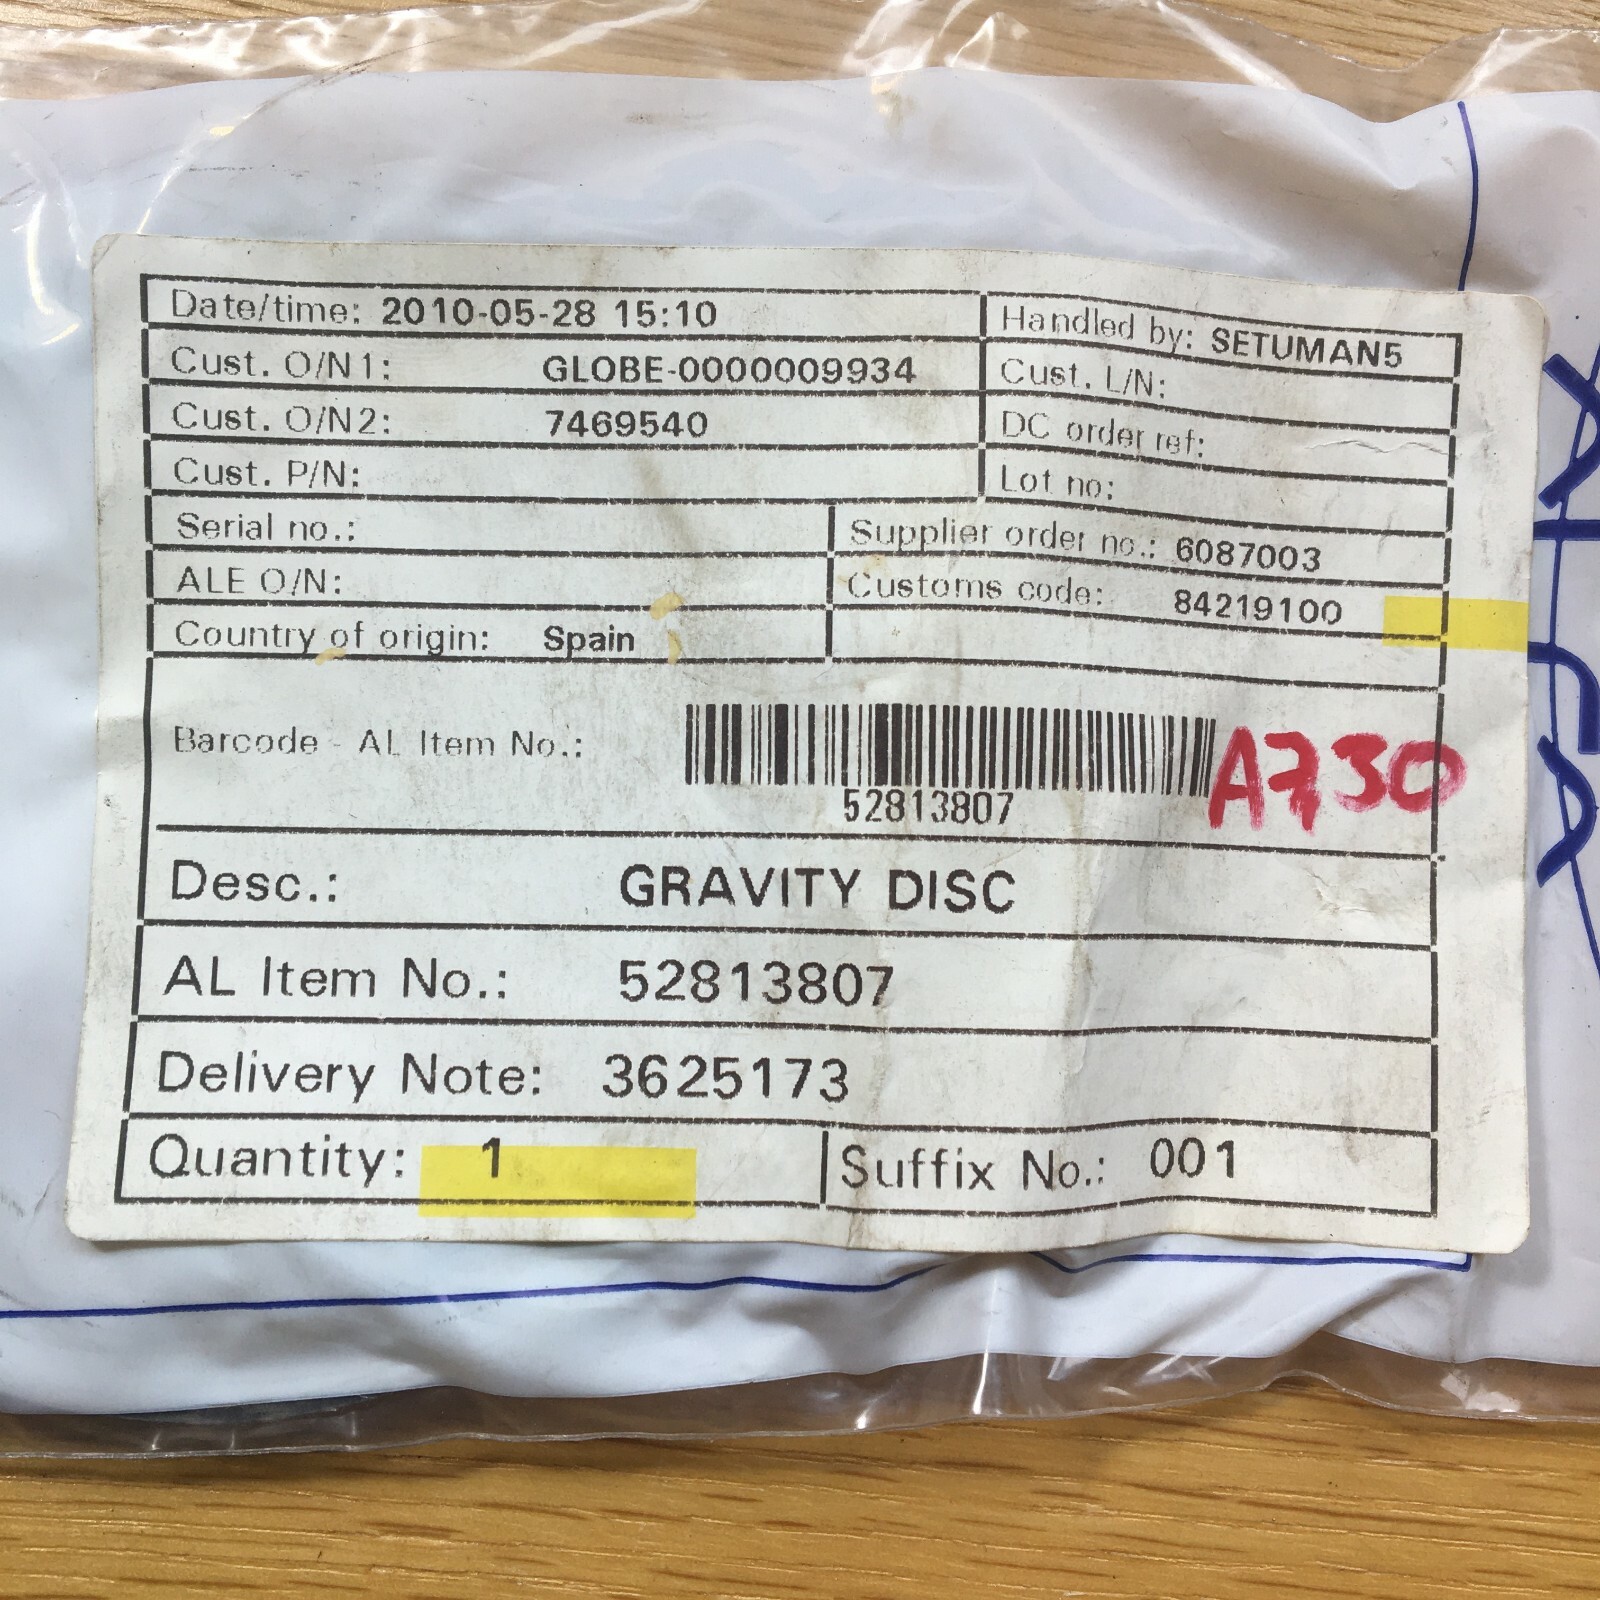 Date/time: 2010-05-28 15:10 Handled by: SETUMAN5
Cust. O/N1: GLOBE-0000009934 Cust. L/N:
Cust. O/N2: 7469540 DC order ref:
Cust. P/N: Lot no:
Serial no.: Supplier order no.: 6087003
ALE O/N: Customs code: 84219100
Country of origin: Spain
Barcode - AL Item No.: A730
52813807
Desc.: GRAVITY DISC
AL Item No.: 52813807
Delivery Note: 3625173
Quantity: 1 Suffix No.: 001
ALFA